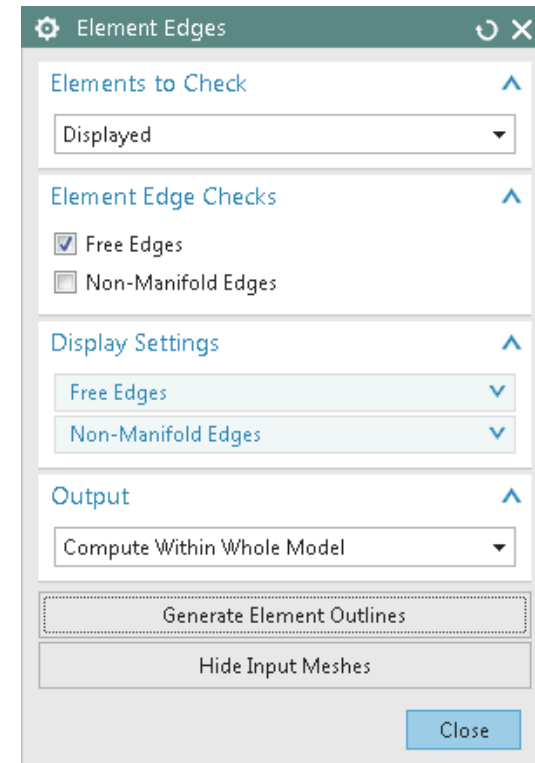 Element Edges
Elements to Check
Displayed
Element Edge Checks
Free Edges
Non-Manifold Edges
Display Settings
Free Edges
Non-Manifold Edges
Output
Compute Within Whole Model
Generate Element Outlines
Hide Input Meshes
Close